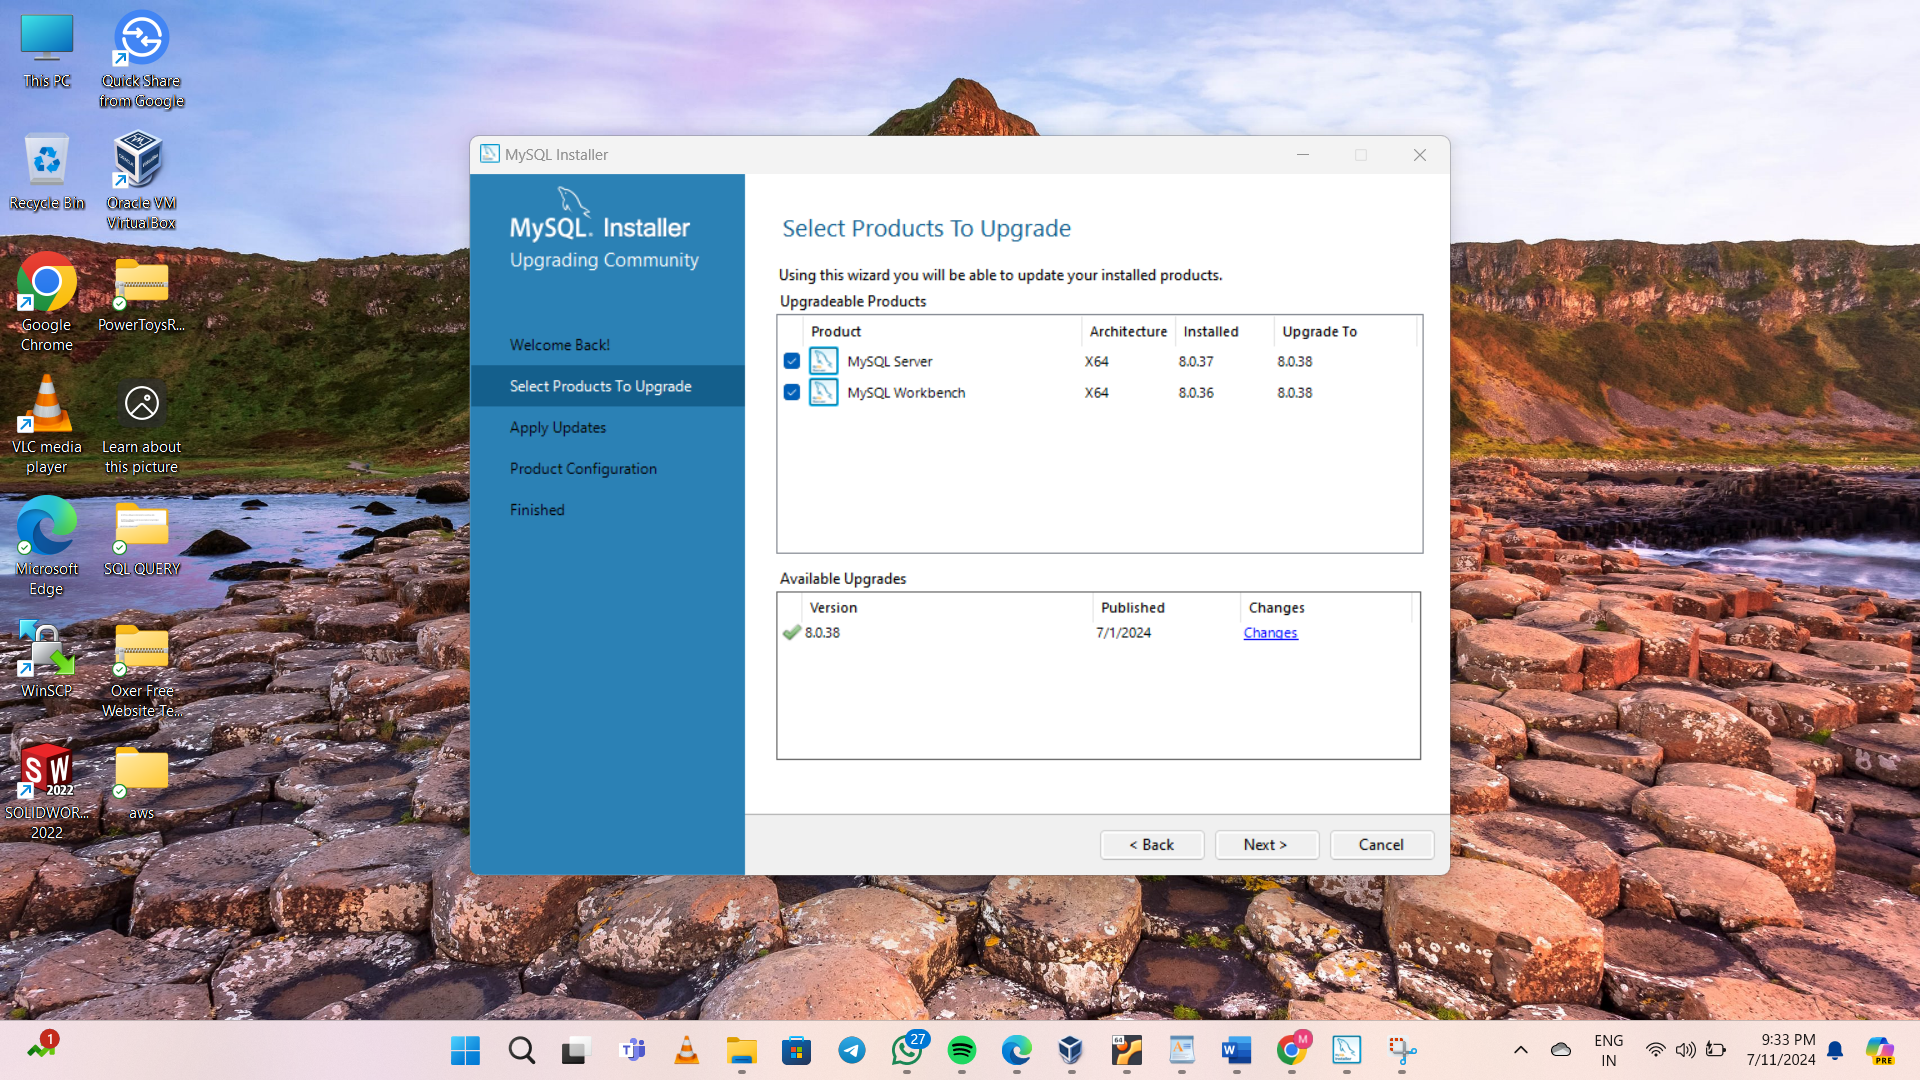 This PC
Quick Share
from Google
Recycle Bin
Oracle VM
VirtualBox
Google
Chrome
PowerToysR...
VLC media
player
Learn about
this picture
Microsoft
Edge
SQL QUERY
WinSCP
Oxer Free
Website Te...
SW
2022
SOLIDWOR...
2022
aws
MySQL Installer
MySQL. Installer
Upgrading Community
Welcome Back!
Select Products To Upgrade
Apply Updates
Product Configuration
Finished
Select Products To Upgrade
Using this wizard you will be able to update your installed products.
Upgradeable Products
Product Architecture Installed Upgrade To
MySQL Server X64 8.0.37 8.0.38
MySQL Workbench X64 8.0.36 8.0.38
Available Upgrades
Version Published Changes
8.0.38 7/1/2024 Changes
< Back Next > Cancel
1
27
64
W
M
ENG
IN
9:33 PM
7/11/2024
PRE